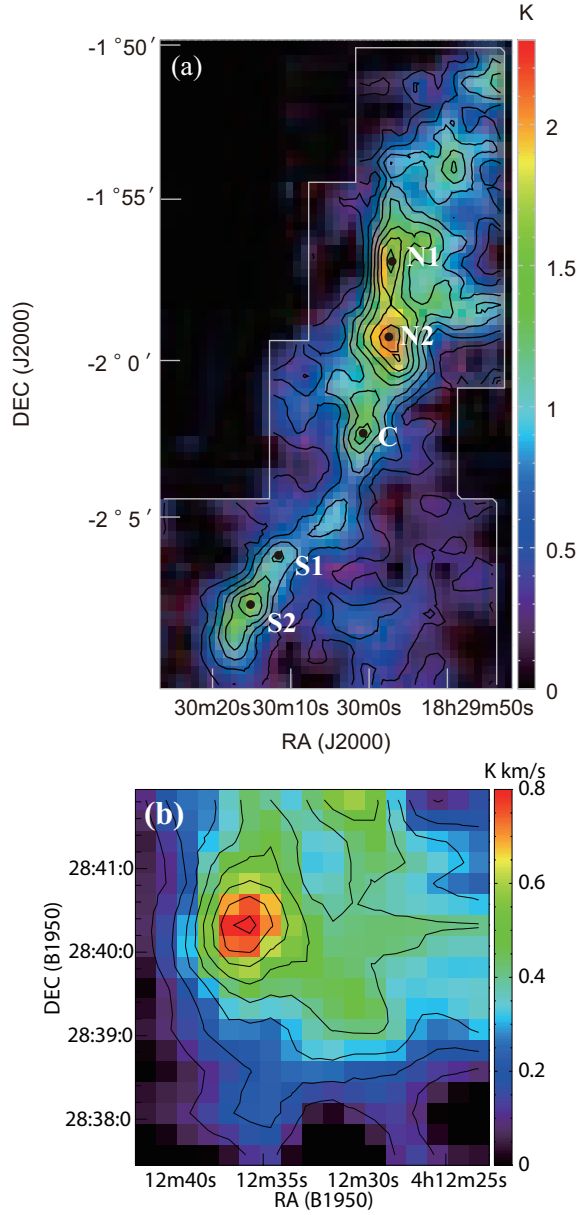 K
-1 °50′
(a)
2
-1 °55′
N1
1.5
N2
DEC (J2000)
-2 °0′
1
C
-2 °5′
0.5
S1
S2
0
30m20s 30m10s 30m0s 18h29m50s
RA (J2000)
K km/s
(b)
0.8
28:41:0
0.6
DEC (B1950)
28:40:0
0.4
28:39:0
0.2
28:38:0
0
12m40s 12m35s 12m30s 4h12m25s
RA (B1950)